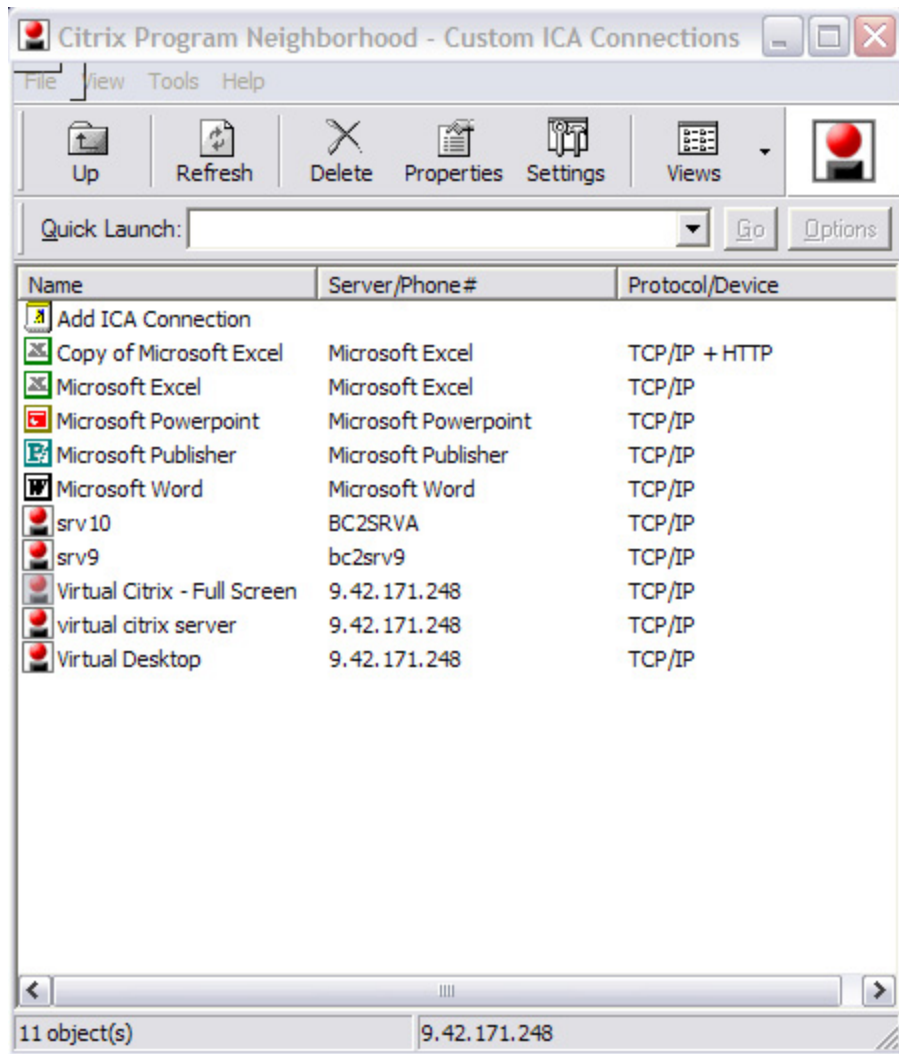 Citrix Program Neighborhood - Custom ICA Connections
File View Tools Help
Up Refresh Delete Properties Settings Views
Quick Launch: Go Options
Name Server/Phone# Protocol/Device
Add ICA Connection
Copy of Microsoft Excel Microsoft Excel TCP/IP + HTTP
Microsoft Excel Microsoft Excel TCP/IP
Microsoft Powerpoint Microsoft Powerpoint TCP/IP
Microsoft Publisher Microsoft Publisher TCP/IP
Microsoft Word Microsoft Word TCP/IP
srv10 BC2SRVA TCP/IP
srv9 bc2srv9 TCP/IP
Virtual Citrix - Full Screen 9.42.171.248 TCP/IP
virtual citrix server 9.42.171.248 TCP/IP
Virtual Desktop 9.42.171.248 TCP/IP
11 object(s) 9.42.171.248